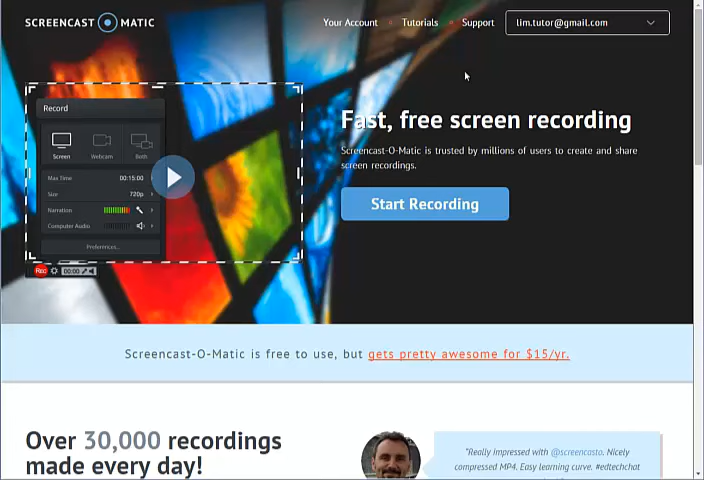 SCREENCAST O MATIC
Your Account
Tutorials
Support
lim.tutor@gmail.com
Record
Screen
Webcam
Both
Max Time 00:15:00
Size 720p
Narration
Computer Audio
Preferences...
Rec 00:00
Fast, free screen recording
Screencast-O-Matic is trusted by millions of users to create and share
screen recordings.
Start Recording
Screencast-O-Matic is free to use, but gets pretty awesome for $15/yr.
Over 30,000 recordings
made every day!
"Really impressed with @screencasto. Nicely
compressed MP4. Easy learning curve. #edtechchat